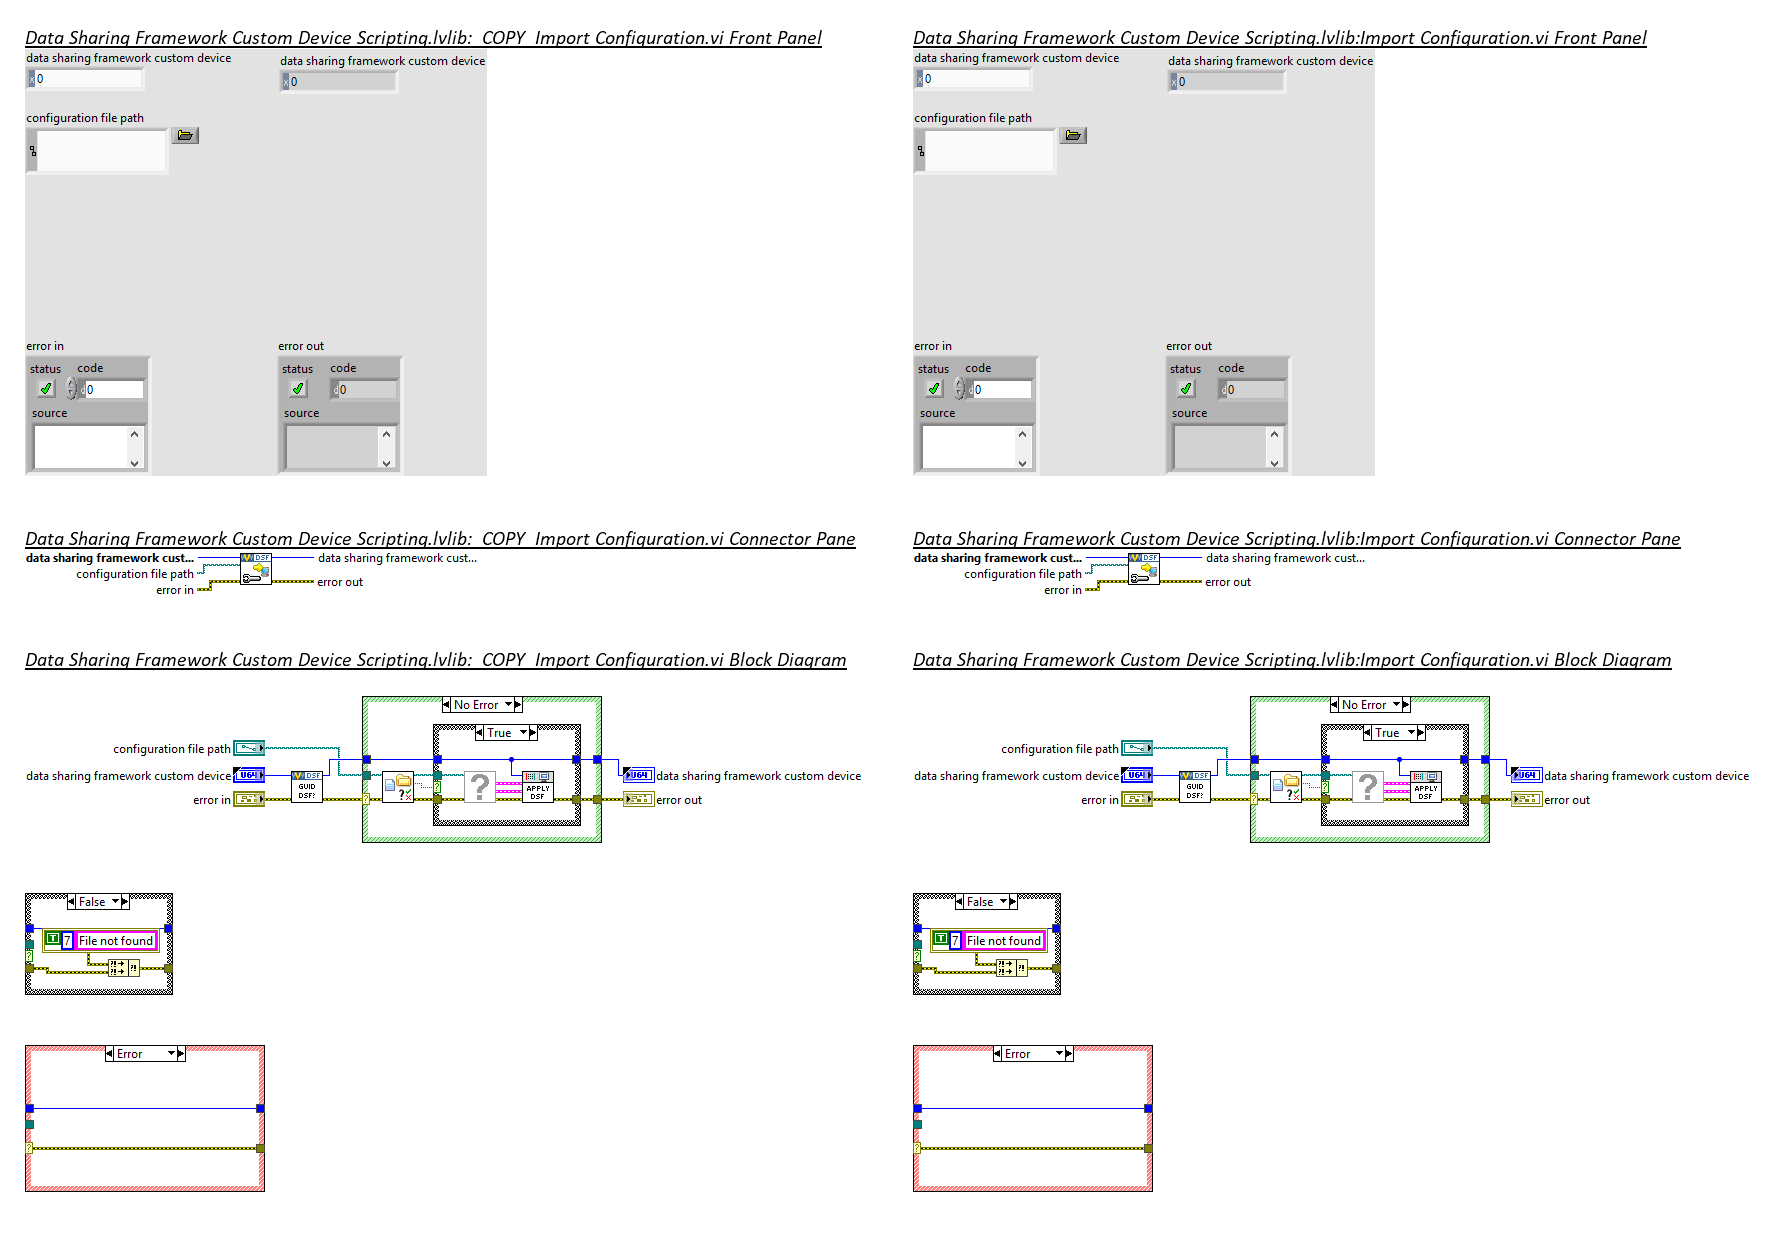 Data Sharing Framework Custom Device Scripting.lvlib:_COPY_Import Configuration.vi Front Panel
data sharing framework custom device
data sharing framework custom device
x 0
x 0
configuration file path
error in
error out
status code
status code
d 0
d 0
source
source
Data Sharing Framework Custom Device Scripting.lvlib:_COPY_Import Configuration.vi Connector Pane
data sharing framework cust...
data sharing framework cust...
DSF
configuration file path
error out
error in
Data Sharing Framework Custom Device Scripting.lvlib:_COPY_Import Configuration.vi Block Diagram
No Error
True
configuration file path
data sharing framework custom device
U64
DSF
GUID
DSF?
?
?
APPLY
DSF
U64
data sharing framework custom device
error in
?
?
error out
False
T 7 File not found
?
?! ?! ?!
Error
?
Data Sharing Framework Custom Device Scripting.lvlib:Import Configuration.vi Front Panel
data sharing framework custom device
data sharing framework custom device
x 0
x 0
configuration file path
error in
error out
status code
status code
d 0
d 0
source
source
Data Sharing Framework Custom Device Scripting.lvlib:Import Configuration.vi Connector Pane
data sharing framework cust...
data sharing framework cust...
DSF
configuration file path
error out
error in
Data Sharing Framework Custom Device Scripting.lvlib:Import Configuration.vi Block Diagram
No Error
True
configuration file path
data sharing framework custom device
U64
DSF
GUID
DSF?
?
?
APPLY
DSF
U64
data sharing framework custom device
error in
?
?
error out
False
T 7 File not found
?
?! ?! ?!
Error
?